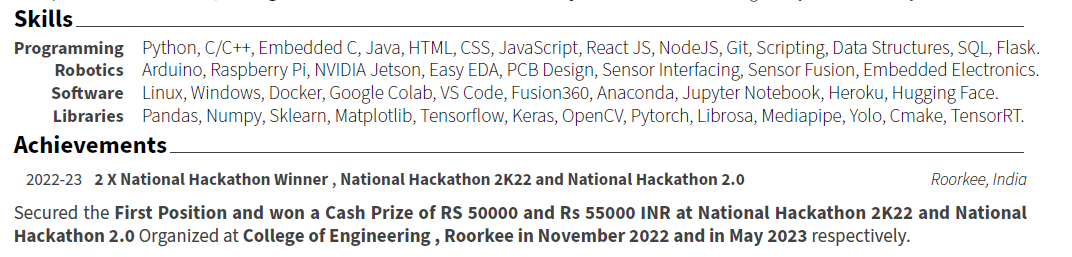 Skills
Programming Python, C/C++, Embedded C, Java, HTML, CSS, JavaScript, React JS, NodeJS, Git, Scripting, Data Structures, SQL, Flask.
Robotics Arduino, Raspberry Pi, NVIDIA Jetson, Easy EDA, PCB Design, Sensor Interfacing, Sensor Fusion, Embedded Electronics.
Software Linux, Windows, Docker, Google Colab, VS Code, Fusion360, Anaconda, Jupyter Notebook, Heroku, Hugging Face.
Libraries Pandas, Numpy, Sklearn, Matplotlib, Tensorflow, Keras, OpenCV, Pytorch, Librosa, Mediapipe, Yolo, Cmake, TensorRT.
Achievements
2022-23 2 X National Hackathon Winner , National Hackathon 2K22 and National Hackathon 2.0 Roorkee, India
Secured the First Position and won a Cash Prize of RS 50000 and Rs 55000 INR at National Hackathon 2K22 and National
Hackathon 2.0 Organized at College of Engineering , Roorkee in November 2022 and in May 2023 respectively.